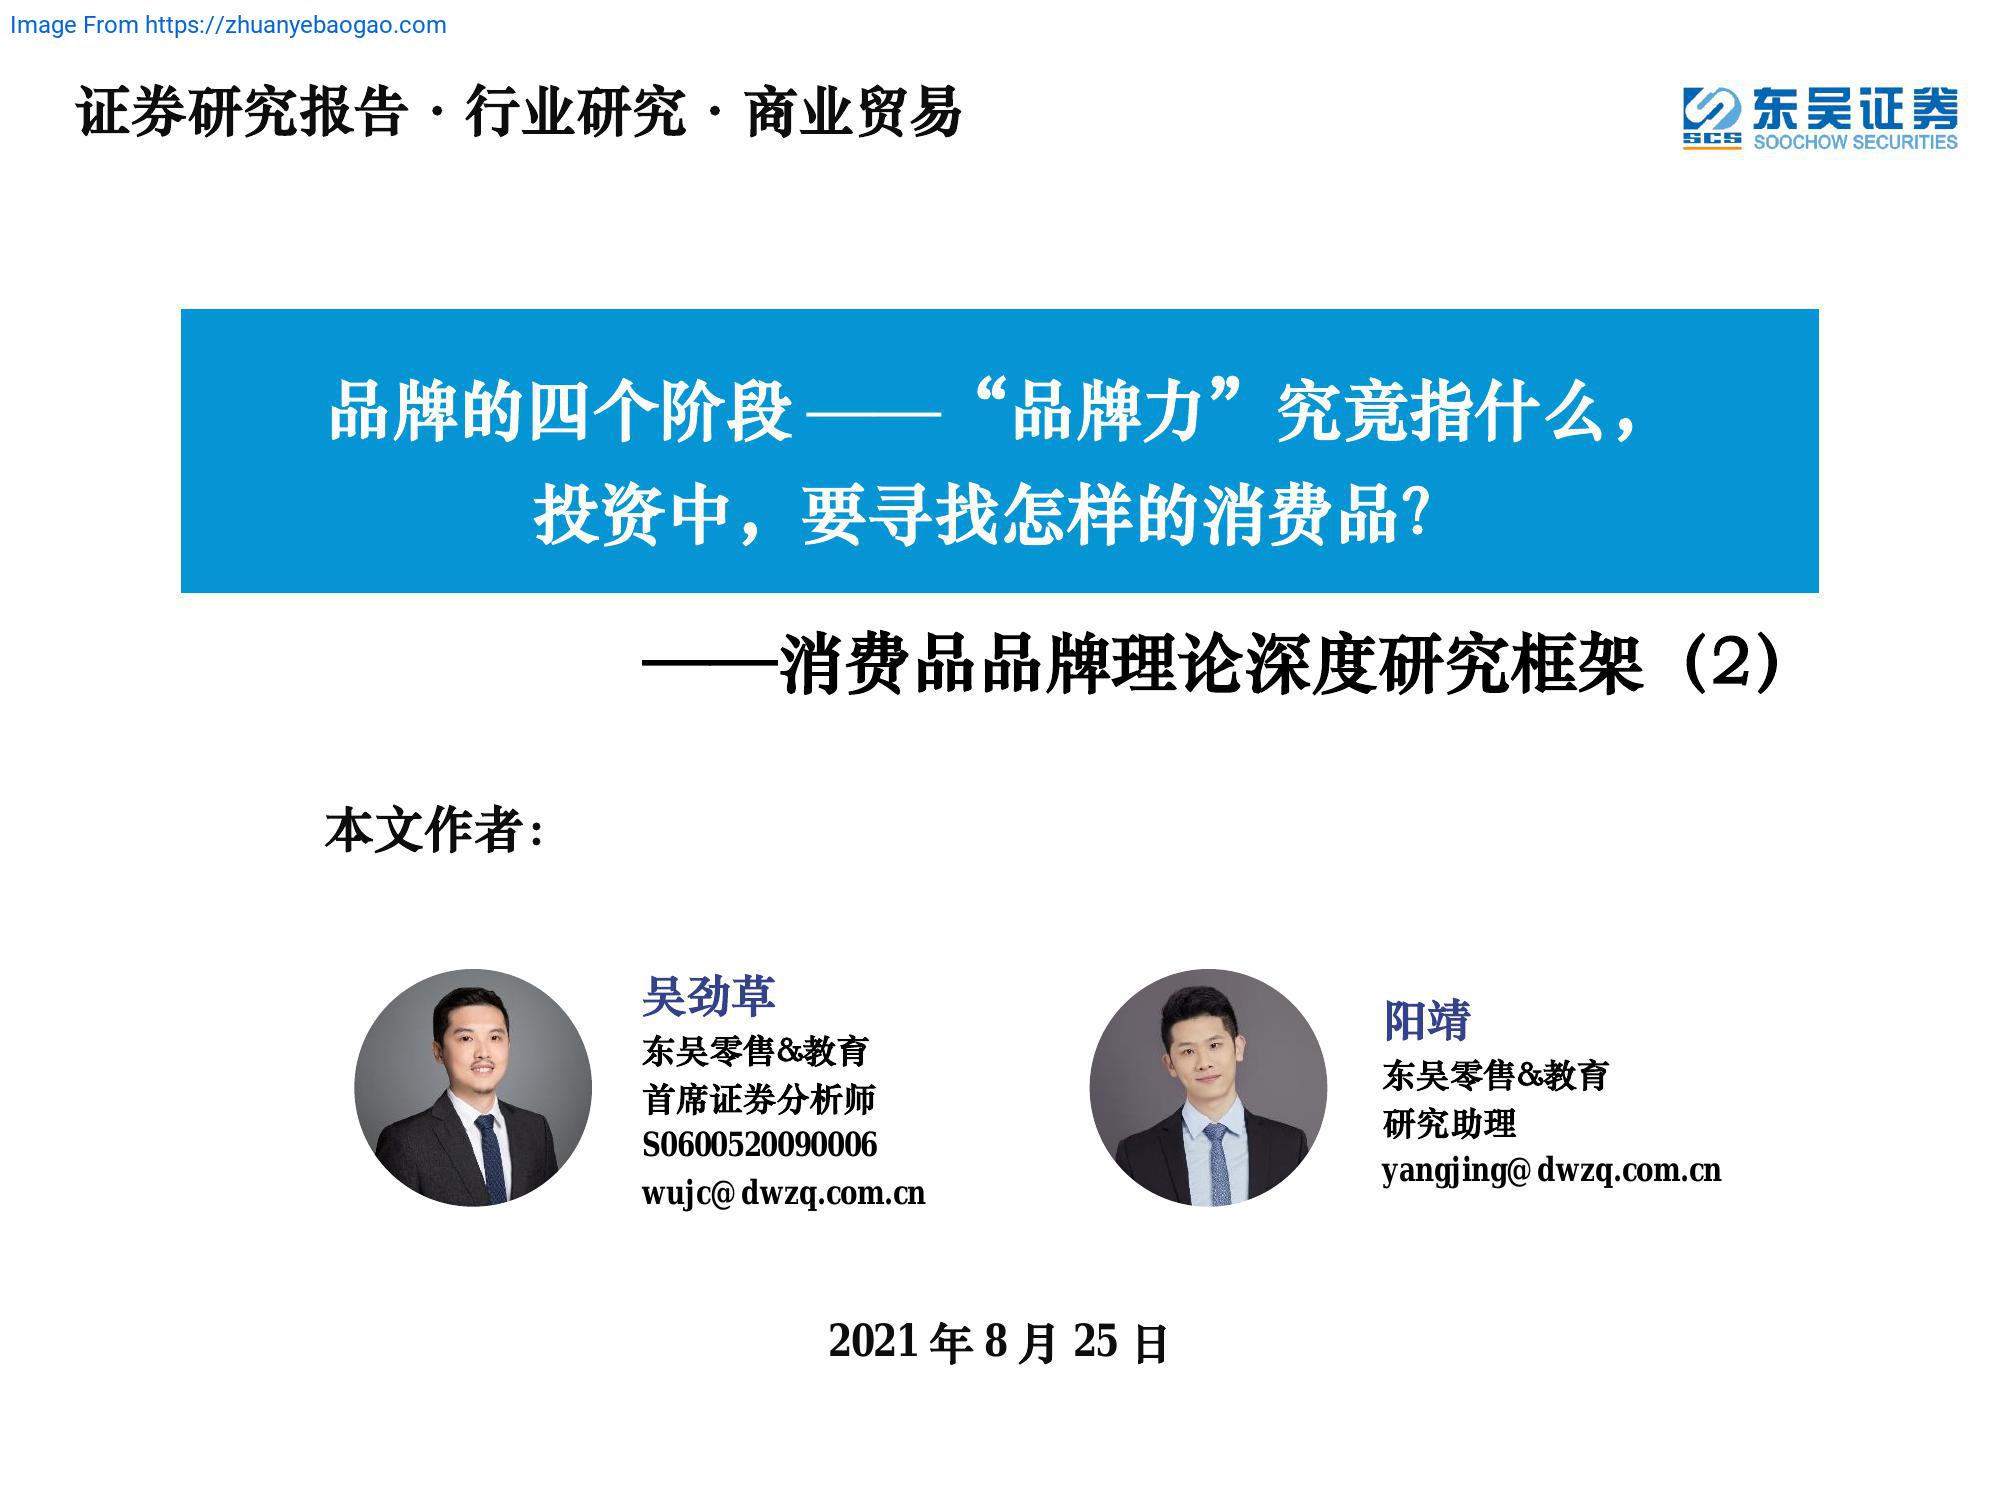 Image From https://zhuanyebaogao.com
证券研究报告 · 行业研究 · 商业贸易
SCS
东吴证券
SOOCHOW SECURITIES
品牌的四个阶段——“品牌力”究竟指什么，
投资中，要寻找怎样的消费品？
——消费品品牌理论深度研究框架（2）
本文作者：
吴劲草
东吴零售&教育
首席证券分析师
S0600520090006
wujc@dwzq.com.cn
阳靖
东吴零售&教育
研究助理
yangjing@dwzq.com.cn
2021 年 8 月 25 日